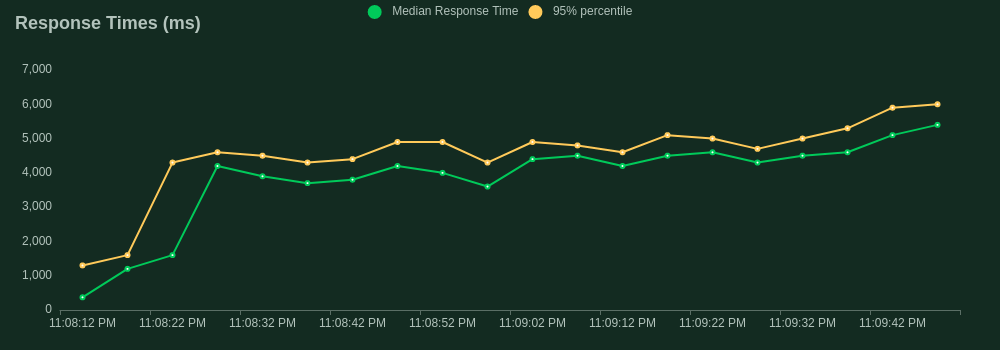 Response Times (ms)
Median Response Time 95% percentile
7,000
6,000
5,000
4,000
3,000
2,000
1,000
0
11:08:12 PM 11:08:22 PM 11:08:32 PM 11:08:42 PM 11:08:52 PM 11:09:02 PM 11:09:12 PM 11:09:22 PM 11:09:32 PM 11:09:42 PM